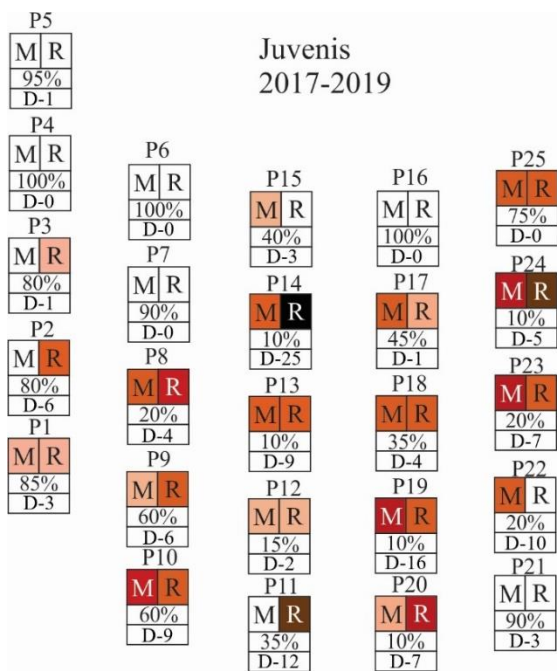 Juvenis
2017-2019
P5
M R
95%
D-1
P4
M R
100%
D-0
P3
M R
80%
D-1
P2
M R
80%
D-6
P1
M R
85%
D-3
P6
M R
100%
D-0
P7
M R
90%
D-0
P8
M R
20%
D-4
P9
M R
60%
D-6
P10
M R
60%
D-9
P15
M R
40%
D-3
P14
M R
10%
D-25
P13
M R
10%
D-9
P12
M R
15%
D-2
P11
M R
35%
D-12
P16
M R
100%
D-0
P17
M R
45%
D-1
P18
M R
35%
D-4
P19
M R
10%
D-16
P20
M R
10%
D-7
P25
M R
75%
D-0
P24
M R
10%
D-5
P23
M R
20%
D-7
P22
M R
20%
D-10
P21
M R
90%
D-3